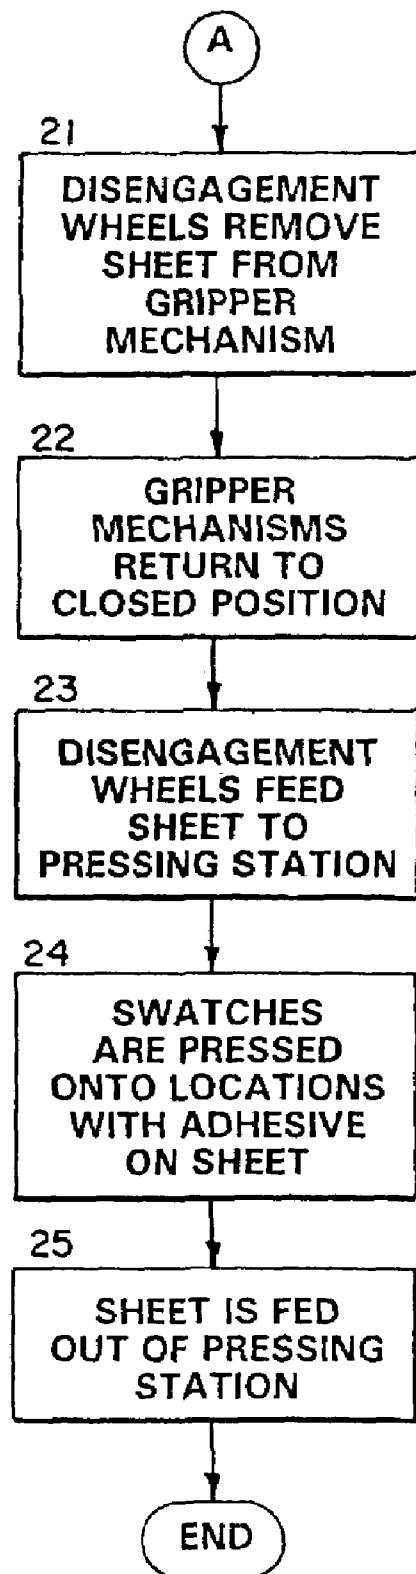 A
21
DISENGAGEMENT
WHEELS REMOVE
SHEET FROM
GRIPPER
MECHANISM
22
GRIPPER
MECHANISMS
RETURN TO
CLOSED POSITION
23
DISENGAGEMENT
WHEELS FEED
SHEET TO
PRESSING STATION
24
SWATCHES
ARE PRESSED
ONTO LOCATIONS
WITH ADHESIVE
ON SHEET
25
SHEET IS FED
OUT OF PRESSING
STATION
END